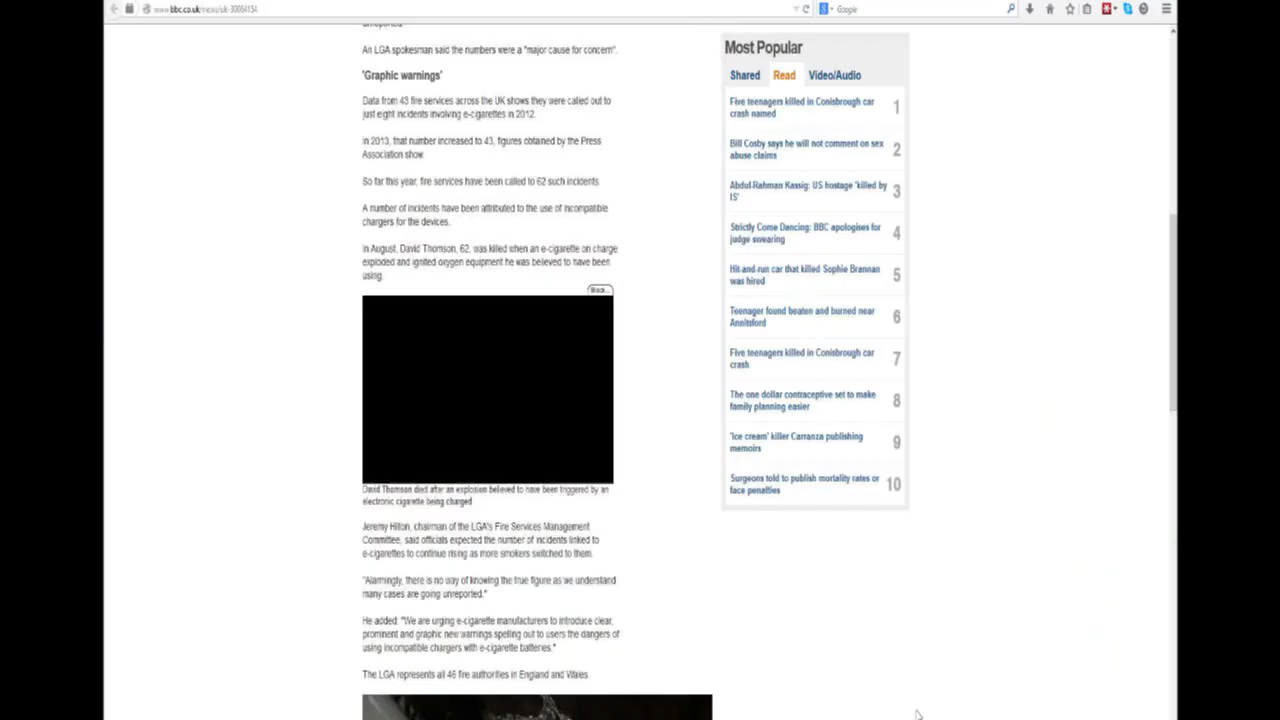 www.bbc.co.uk/news/uk-30064154
Google
unreported.
An LGA spokesman said the numbers were a "major cause for concern".
'Graphic warnings'
Data from 43 fire services across the UK shows they were called out to
just eight incidents involving e-cigarettes in 2012.
In 2013, that number increased to 43, figures obtained by the Press
Association show.
So far this year, fire services have been called to 62 such incidents.
A number of incidents have been attributed to the use of incompatible
chargers for the devices.
In August, David Thomson, 62, was killed when an e-cigarette on charge
exploded and ignited oxygen equipment he was believed to have been
using.
Block...
David Thomson died after an explosion believed to have been triggered by an
electronic cigarette being charged
Jeremy Hilton, chairman of the LGA's Fire Services Management
Committee, said officials expected the number of incidents linked to
e-cigarettes to continue rising as more smokers switched to them.
"Alarmingly, there is no way of knowing the true figure as we understand
many cases are going unreported."
He added: "We are urging e-cigarette manufacturers to introduce clear,
prominent and graphic new warnings spelling out to users the dangers of
using incompatible chargers with e-cigarette batteries."
The LGA represents all 46 fire authorities in England and Wales.
Most Popular
Shared Read Video/Audio
Five teenagers killed in Conisbrough car
crash named
1
Bill Cosby says he will not comment on sex
abuse claims
2
Abdul-Rahman Kassig: US hostage 'killed by
IS'
3
Strictly Come Dancing: BBC apologises for
judge swearing
4
Hit-and-run car that killed Sophie Brannan
was hired
5
Teenager found beaten and burned near
Annitsford
6
Five teenagers killed in Conisbrough car
crash
7
The one dollar contraceptive set to make
family planning easier
8
'Ice cream' killer Carranza publishing
memoirs
9
Surgeons told to publish mortality rates or
face penalties
10